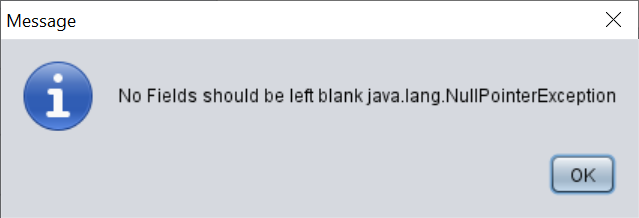 Message
No Fields should be left blank java.lang.NullPointerException
OK